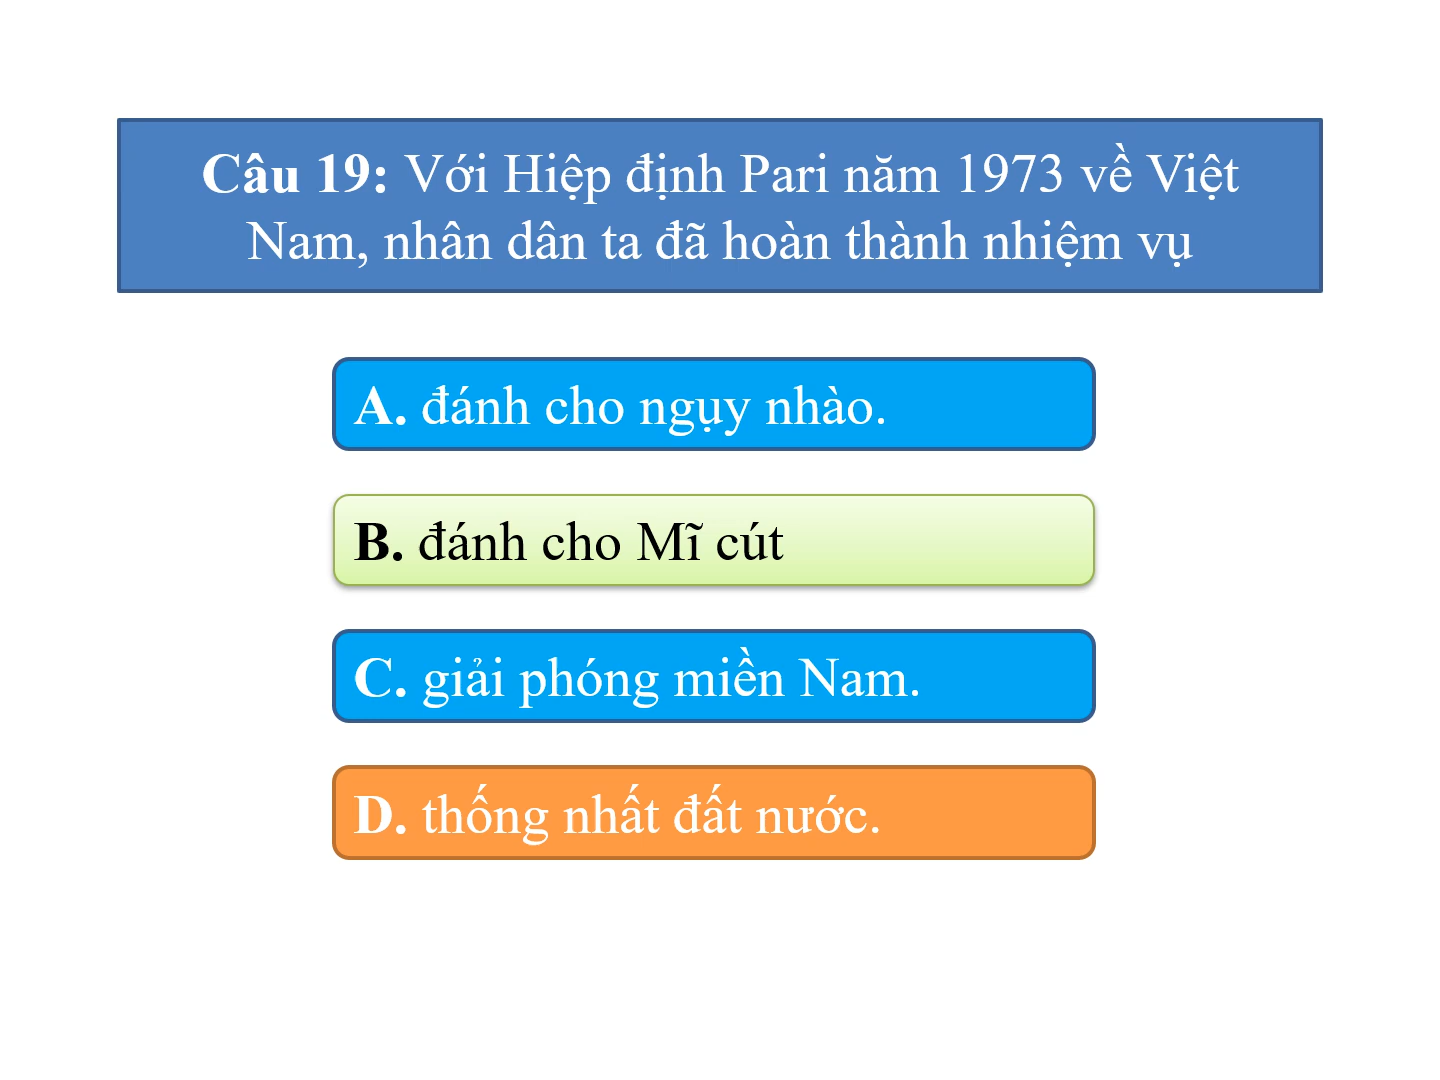 Câu 19: Với Hiệp định Pari năm 1973 về Việt
Nam, nhân dân ta đã hoàn thành nhiệm vụ
A. đánh cho ngụy nhào.
B. đánh cho Mĩ cút
C. giải phóng miền Nam.
D. thống nhất đất nước.